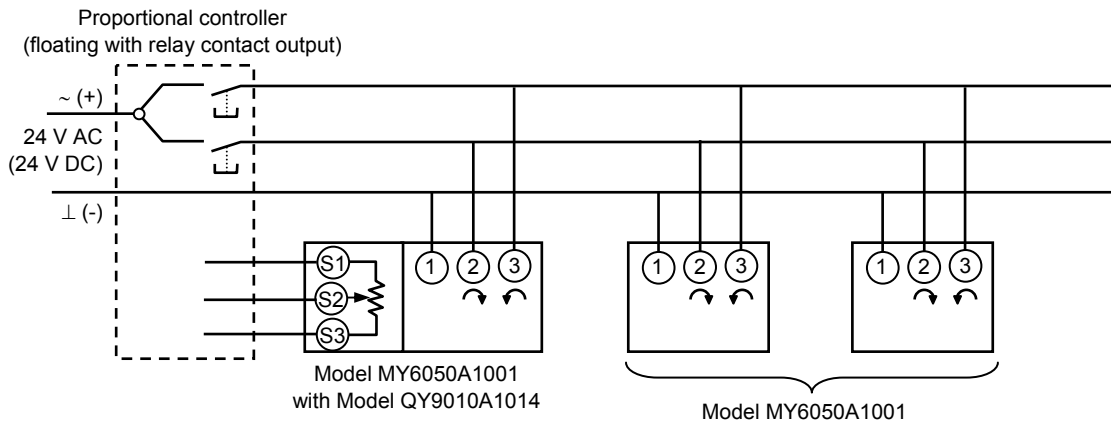 Proportional controller
(floating with relay contact output)
~ (+)
24 V AC
(24 V DC)
⊥ (-)
S1
S2
S3
1 2 3
1 2 3
1 2 3
Model MY6050A1001
with Model QY9010A1014
Model MY6050A1001